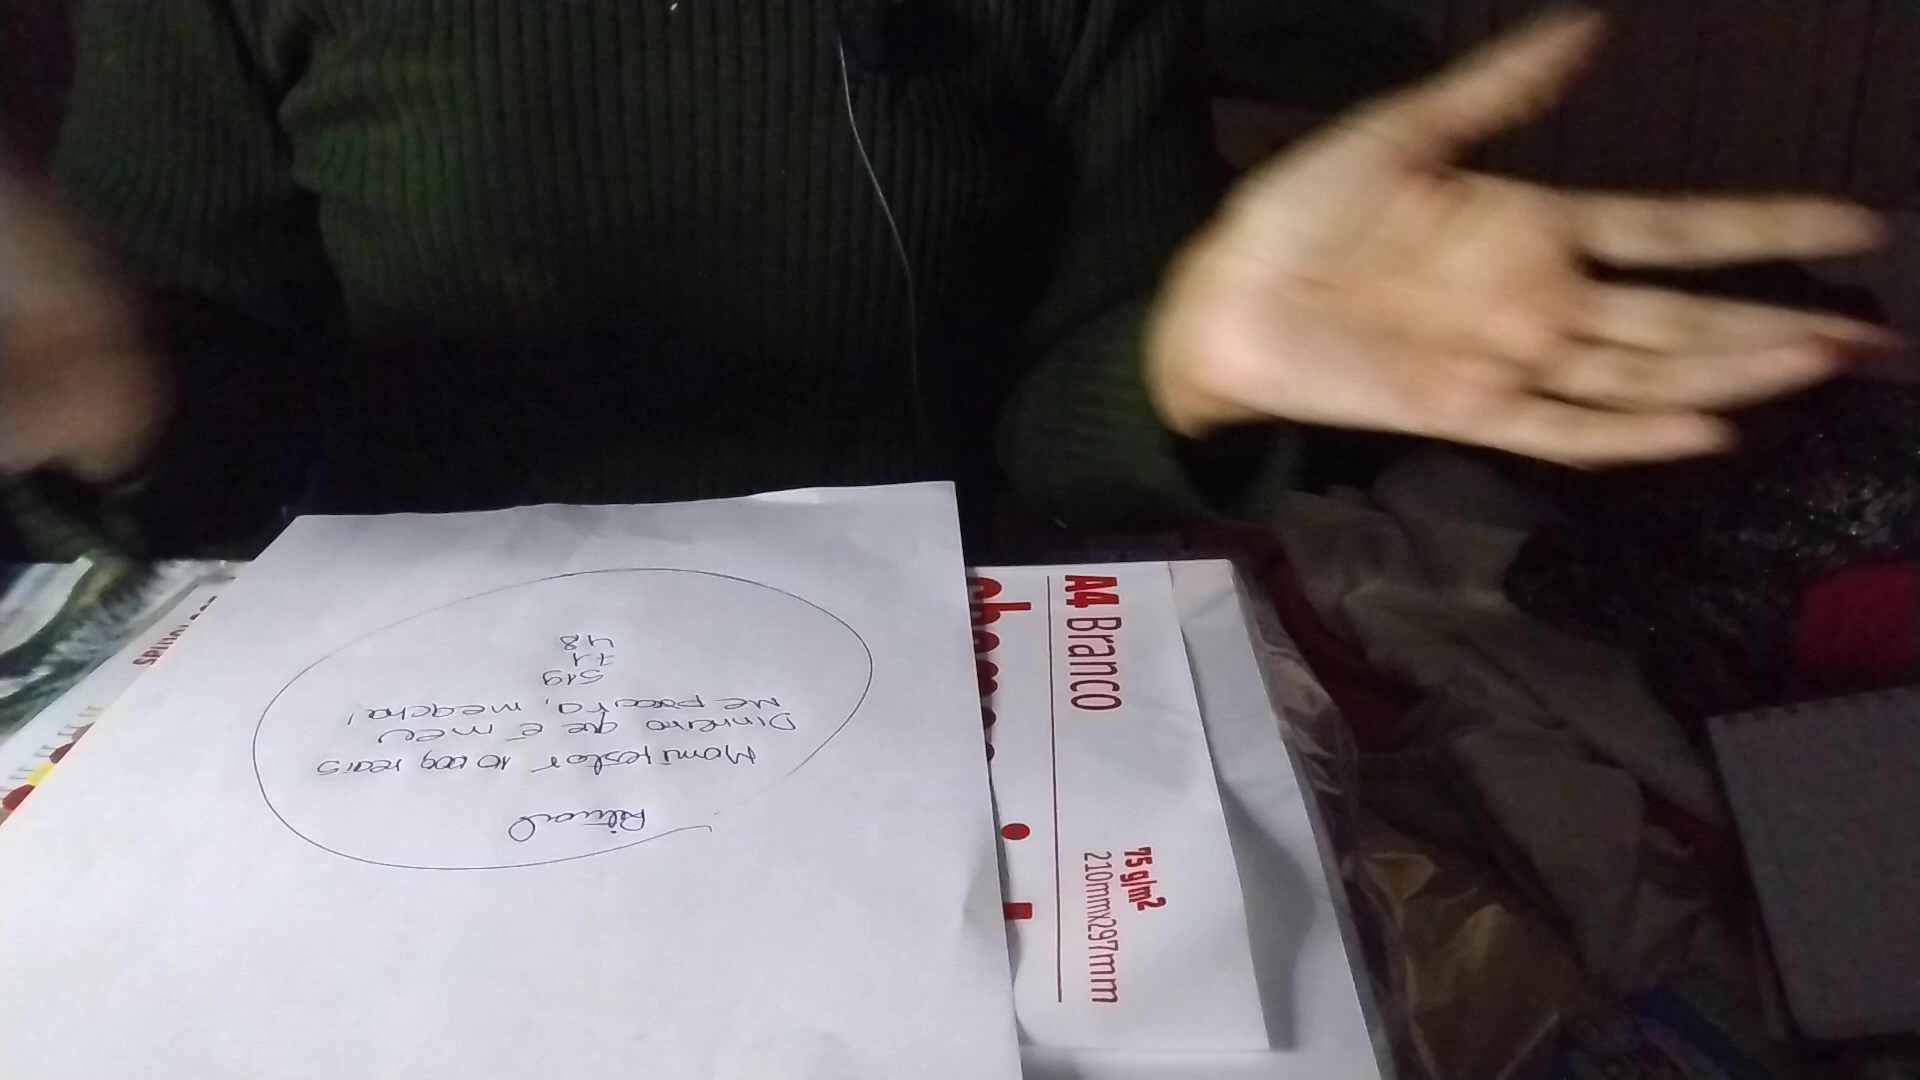 Ritual
Manifestar 10 000 reais
Dinheiro que é meu
Me procura, me acha!
519
71
48
A4 Branco
75 g/m2
210mmx297mm